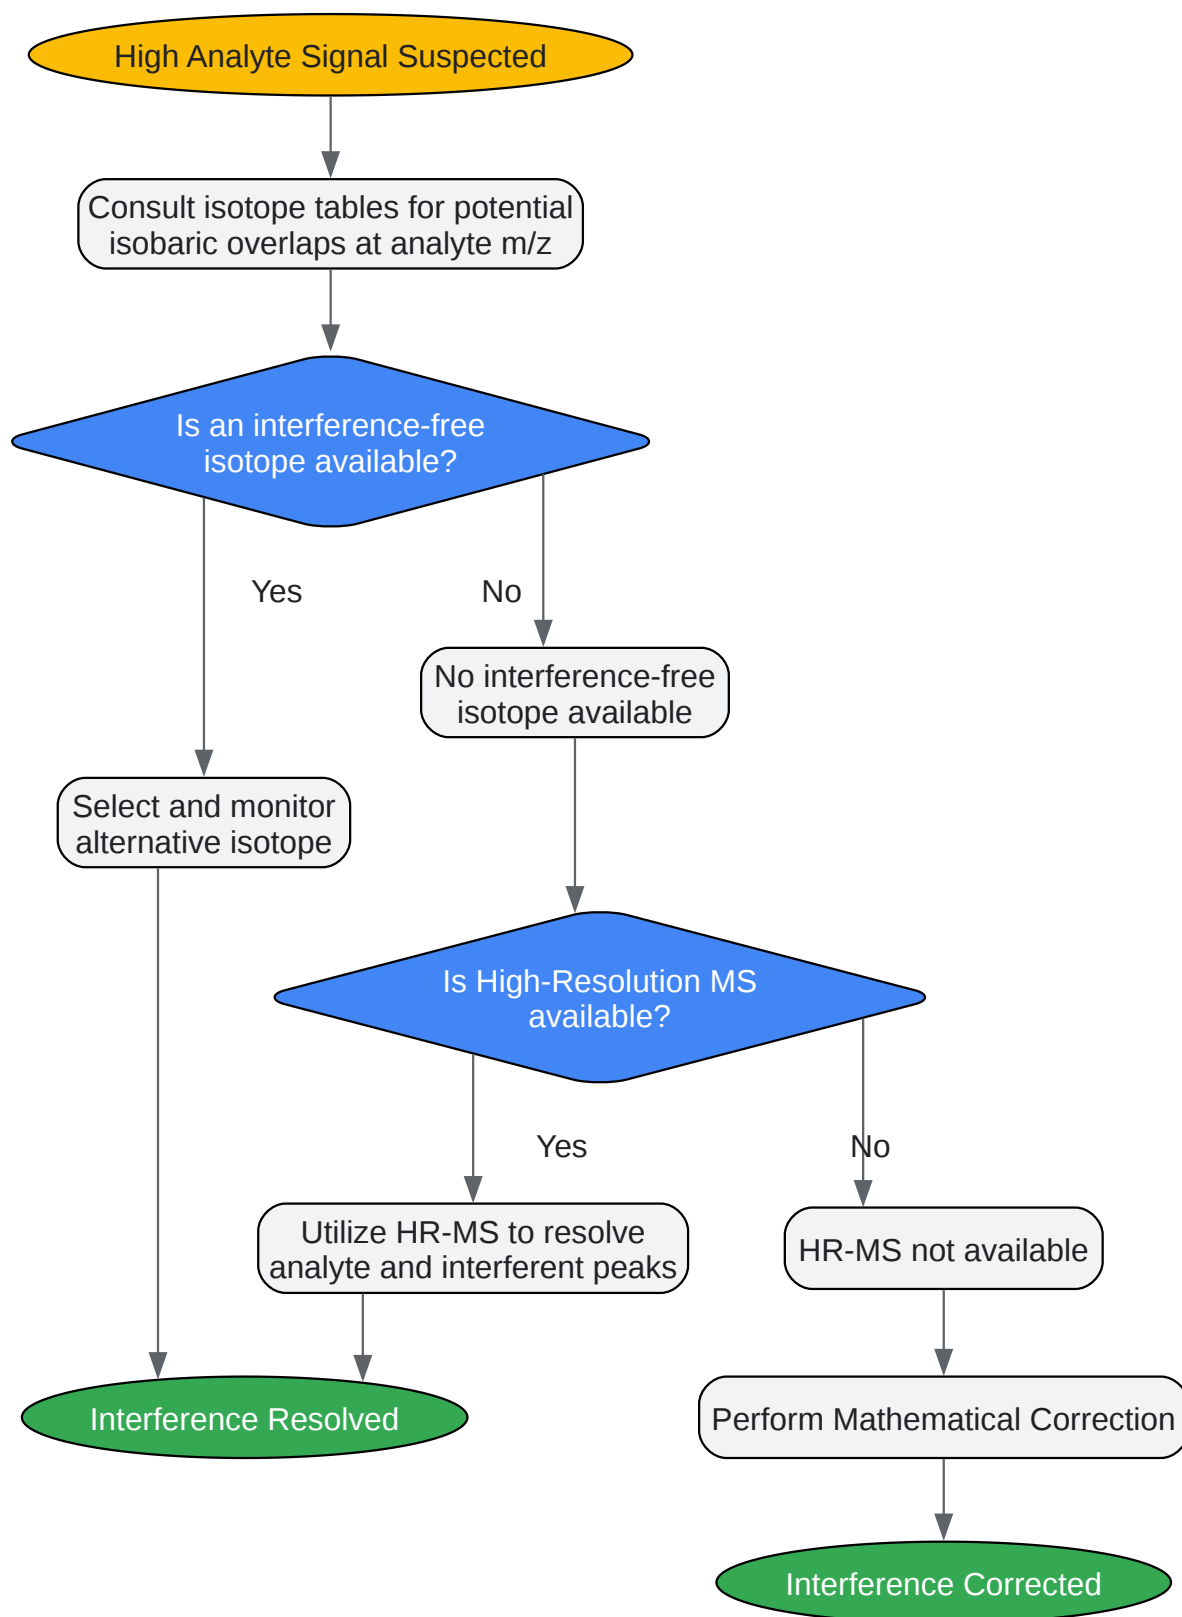 High Analyte Signal Suspected
Consult isotope tables for potential
isobaric overlaps at analyte m/z
Is an interference-free
isotope available?
Yes
No
No interference-free
isotope available
Select and monitor
alternative isotope
Is High-Resolution MS
available?
Yes
No
Utilize HR-MS to resolve
analyte and interferent peaks
HR-MS not available
Interference Resolved
Perform Mathematical Correction
Interference Corrected